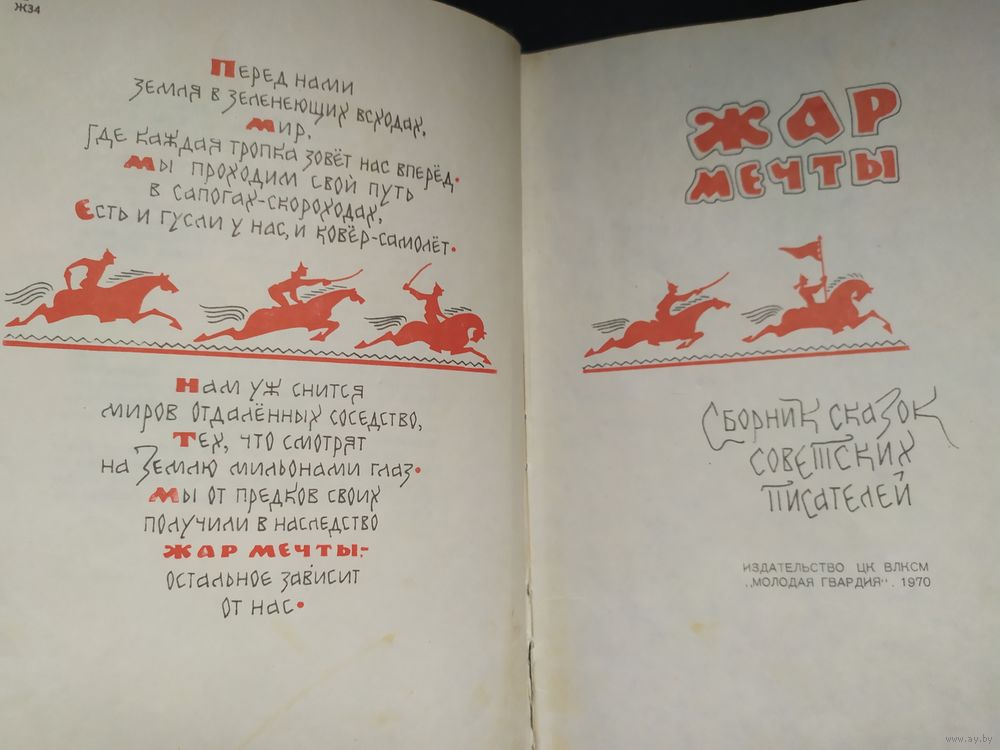 Ж34
Перед нами
земля в зеленеющих всходах,
Мир,
где каждая тропка зовёт нас вперёд.
Мы проходим свой путь
в сапогах-скороходах,
Есть и гусли у нас, и ковёр-самолёт.
Нам уж снится
миров отдалённых соседство,
Тех, что смотрят
на Землю мильонами глаз.
Мы от предков своих
получили в наследство
ЖАР МЕЧТЫ,-
остальное зависит
от нас.
ЖАР
МЕЧТЫ
Сборник сказок
советских
писателей
ИЗДАТЕЛЬСТВО ЦК ВЛКСМ
„МОЛОДАЯ ГВАРДИЯ". 1970
www.ay.by